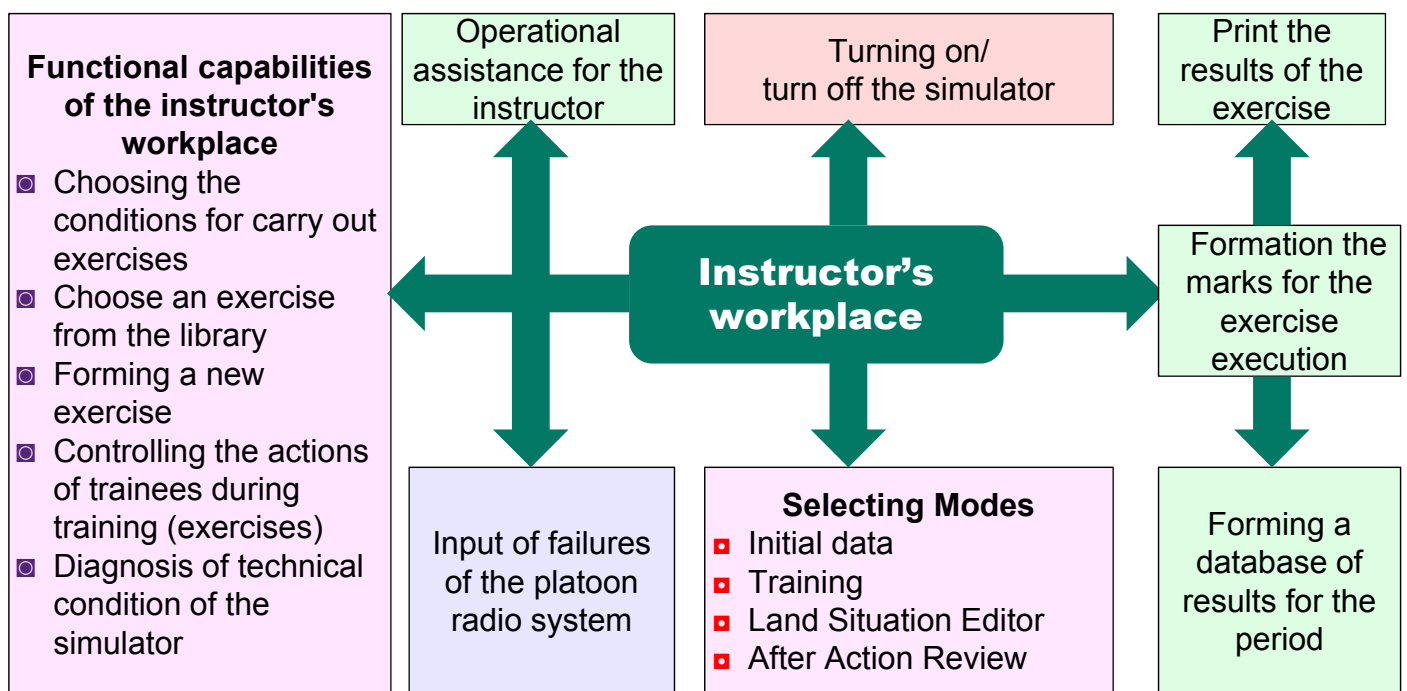 Functional capabilities
of the instructor's
workplace
Choosing the
conditions for carry out
exercises
Choose an exercise
from the library
Forming a new
exercise
Controlling the actions
of trainees during
training (exercises)
Diagnosis of technical
condition of the
simulator
Operational
assistance for the
instructor
Turning on/
turn off the simulator
Print the
results of the
exercise
Instructor’s
workplace
Formation the
marks for the
exercise
execution
Input of failures
of the platoon
radio system
Selecting Modes
Initial data
Training
Land Situation Editor
After Action Review
Forming a
database of
results for the
period